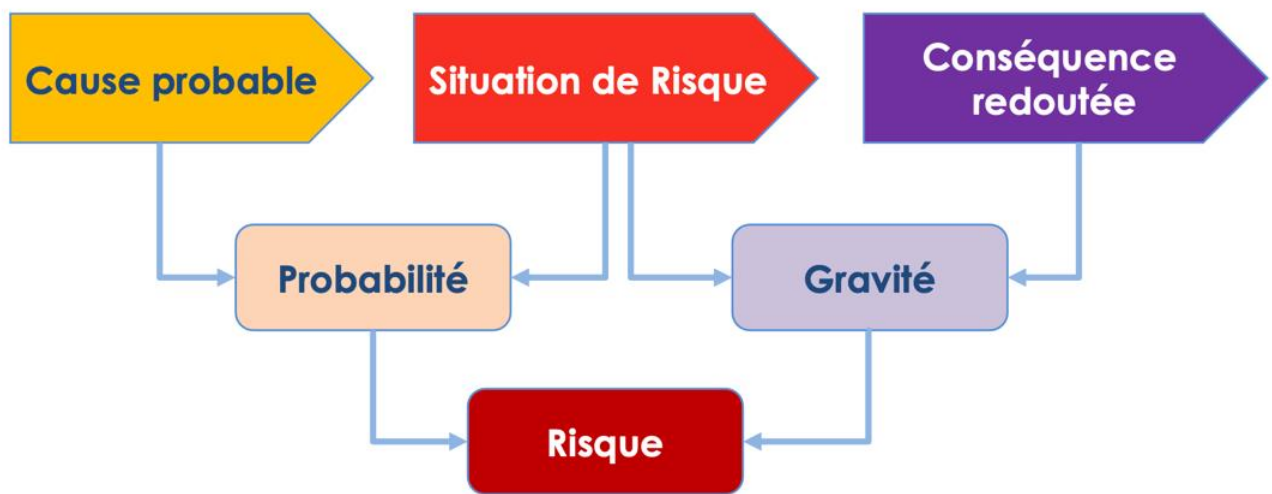 Cause probable
Situation de Risque
Conséquence
redoutée
Probabilité
Gravité
Risque